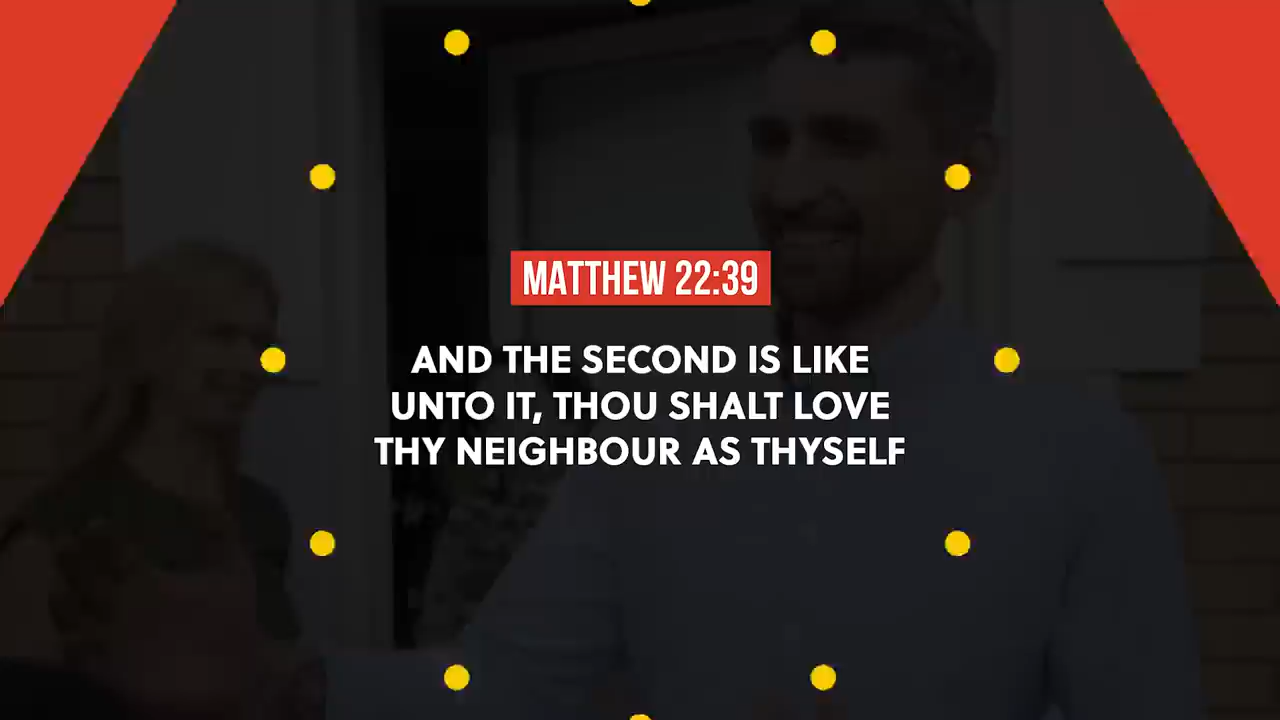 MATTHEW 22:39
AND THE SECOND IS LIKE
UNTO IT, THOU SHALT LOVE
THY NEIGHBOUR AS THYSELF